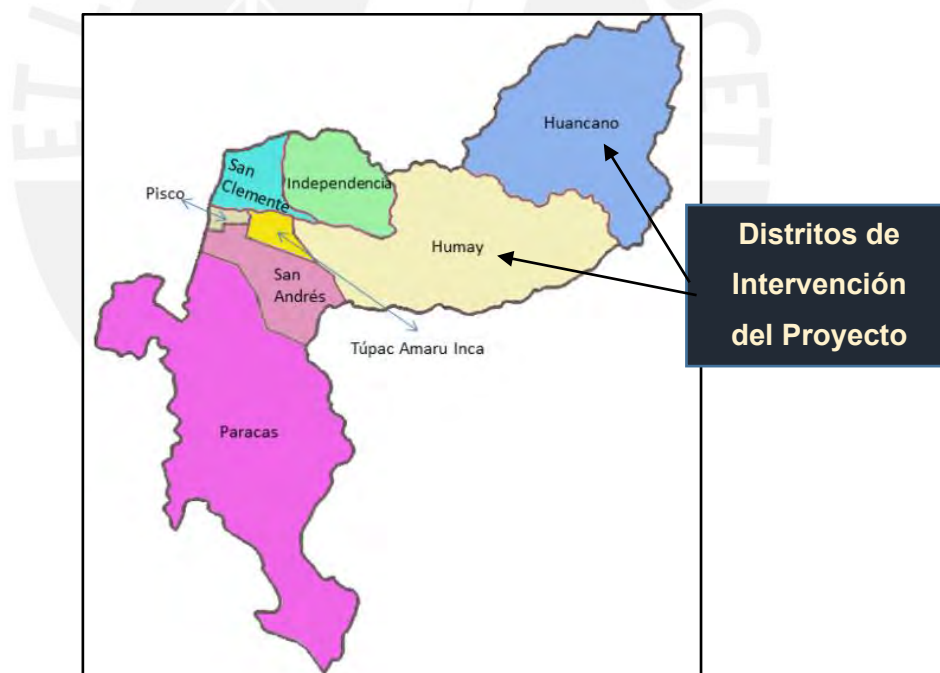 Huancano
San
Clemente
Independencia
Pisco
Humay
San
Andrés
Túpac Amaru Inca
Paracas
Distritos de
Intervención
del Proyecto